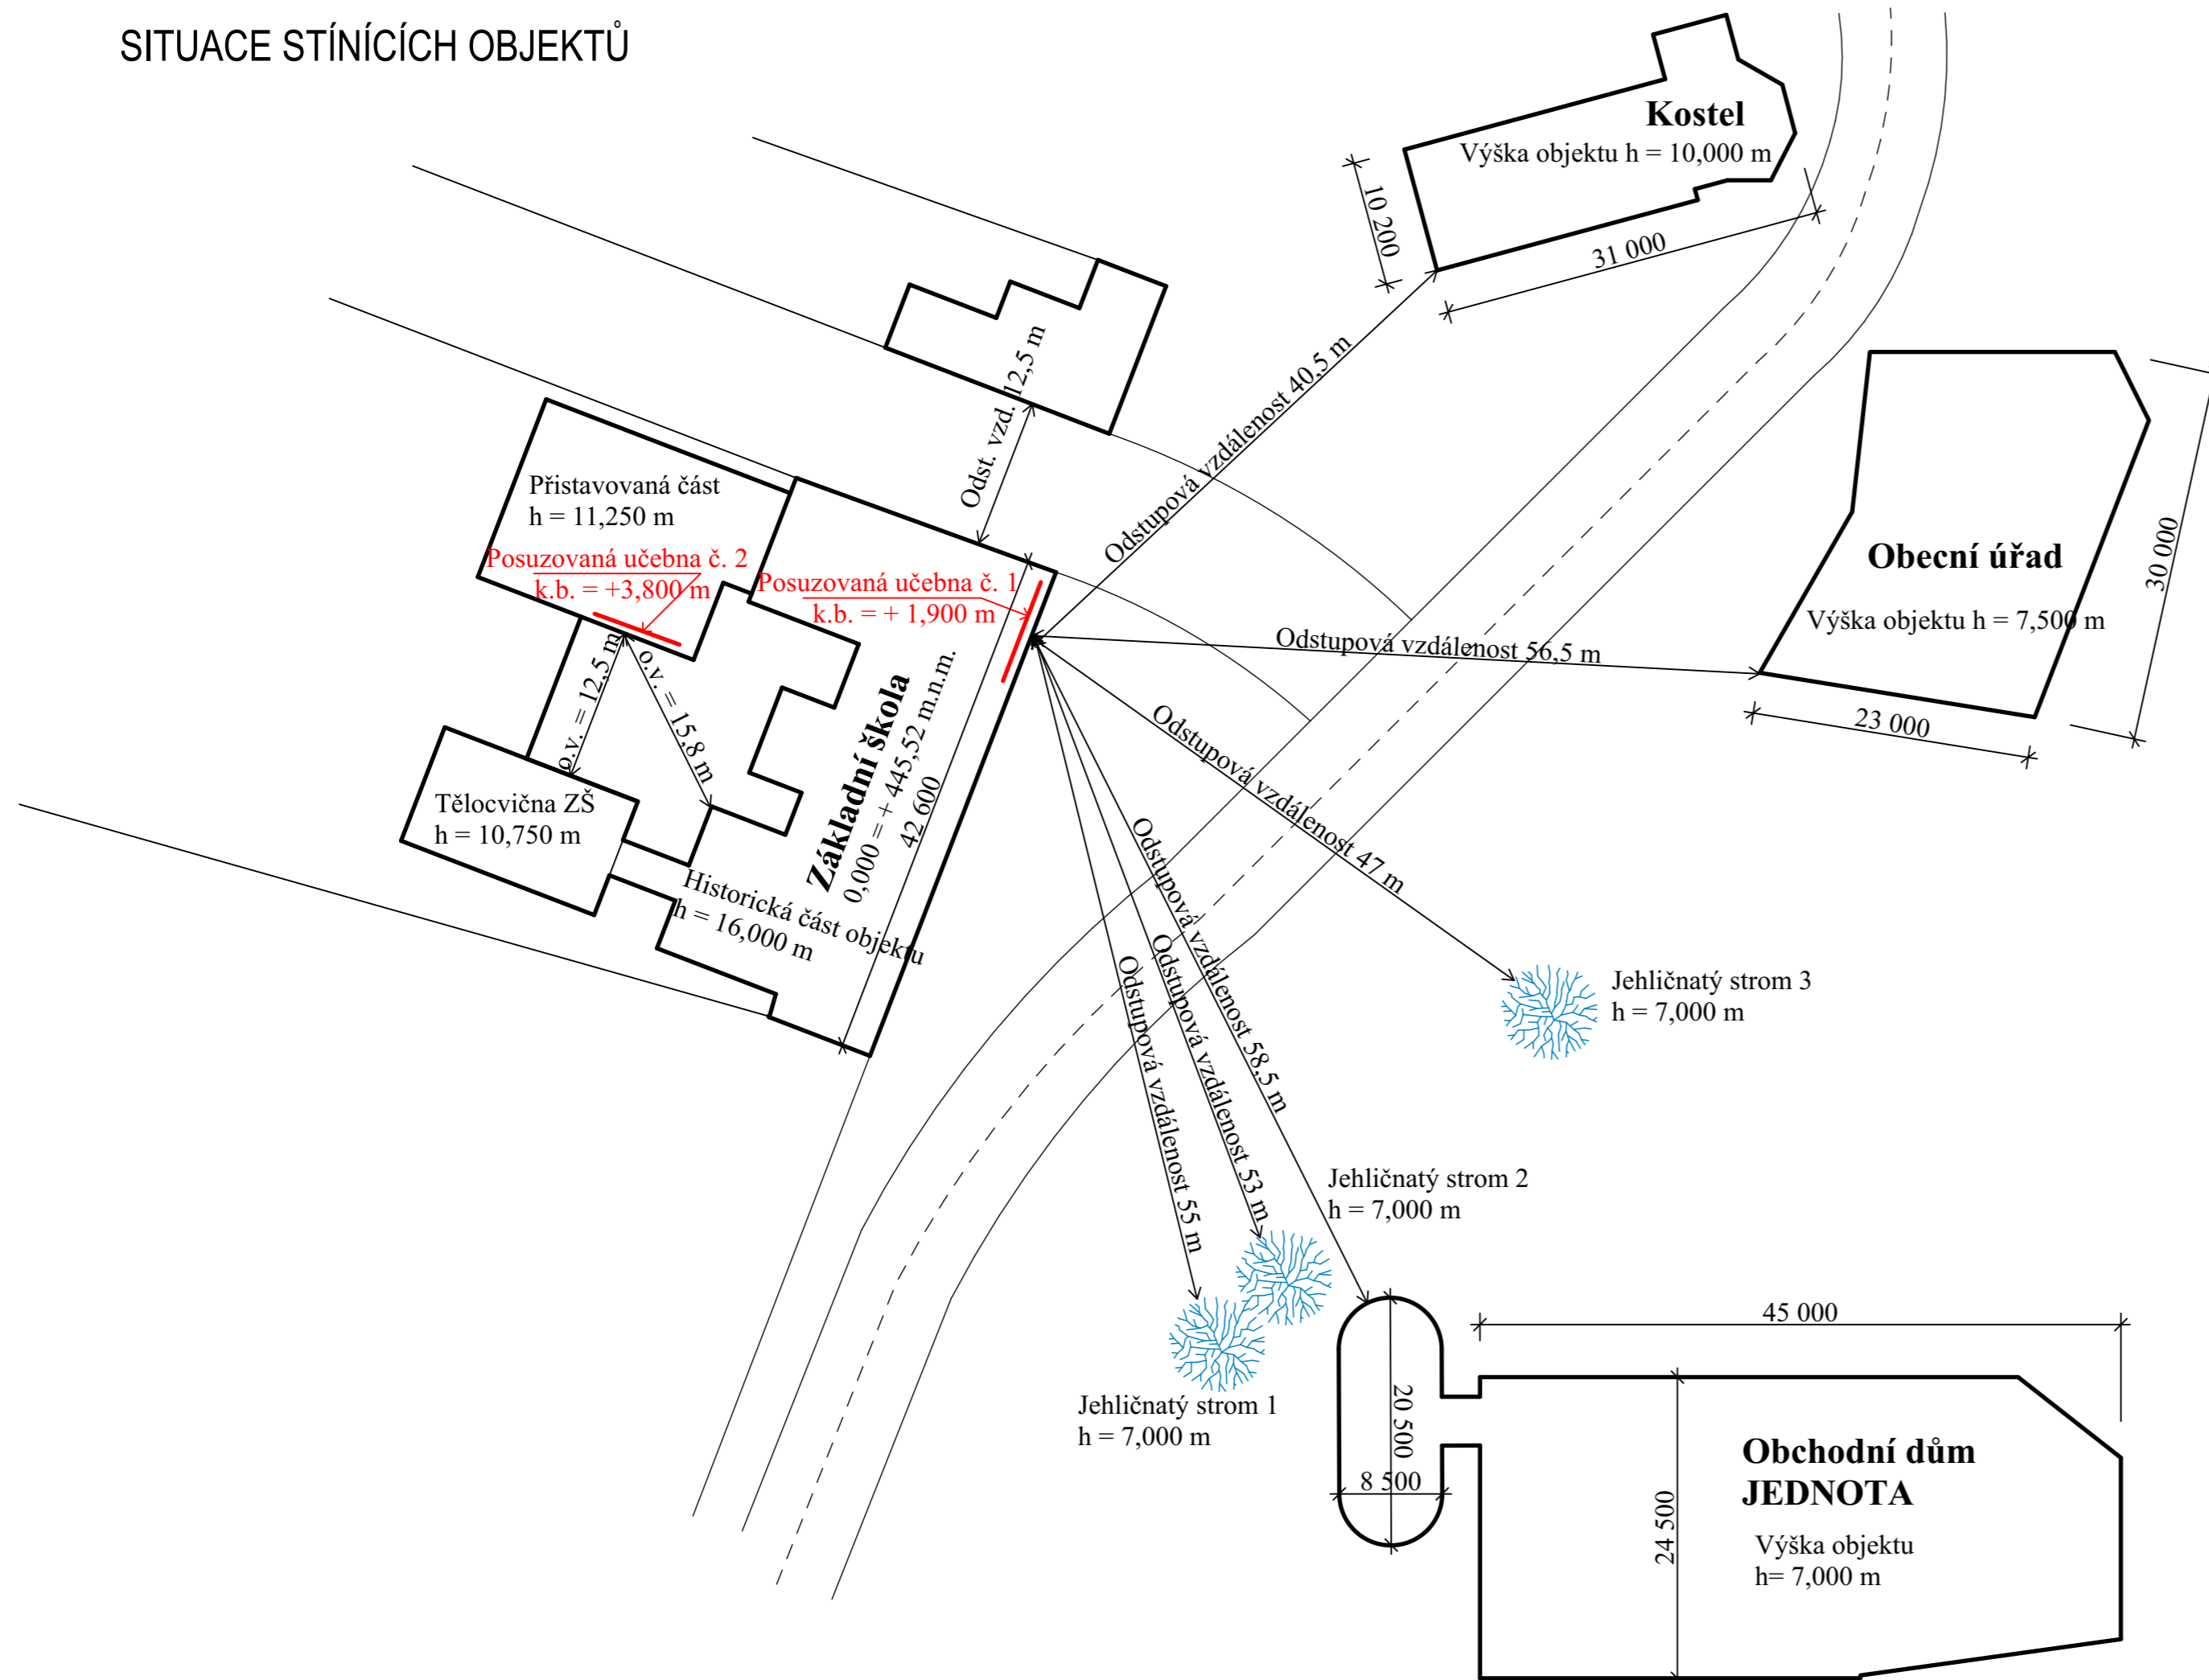 SITUACE STÍNÍCÍCH OBJEKTŮ
Kostel
Výška objektu h = 10,000 m
10 200
31 000
Odst. vzd. 12,5 m
Odstupová vzdálenost 40,5 m
Přistavovaná část
h = 11,250 m
Posuzovaná učebna č. 2
k.b. = +3,800 m
Posuzovaná učebna č. 1
k.b. = + 1,900 m
Obecní úřad
Výška objektu h = 7,500 m
30 000
23 000
Odstupová vzdálenost 56,5 m
o.v. = 12,5 m
o.v. = 15,8 m
Základní škola
0,000 = + 445,52 m.n.m.
42 600
Tělocvična ZŠ
h = 10,750 m
Historická část objektu
h = 16,000 m
Odstupová vzdálenost 47 m
Odstupová vzdálenost 58,5 m
Odstupová vzdálenost 53 m
Odstupová vzdálenost 55 m
Jehličnatý strom 3
h = 7,000 m
Jehličnatý strom 2
h = 7,000 m
Jehličnatý strom 1
h = 7,000 m
45 000
20 500
8 500
24 500
Obchodní dům
JEDNOTA
Výška objektu
h= 7,000 m